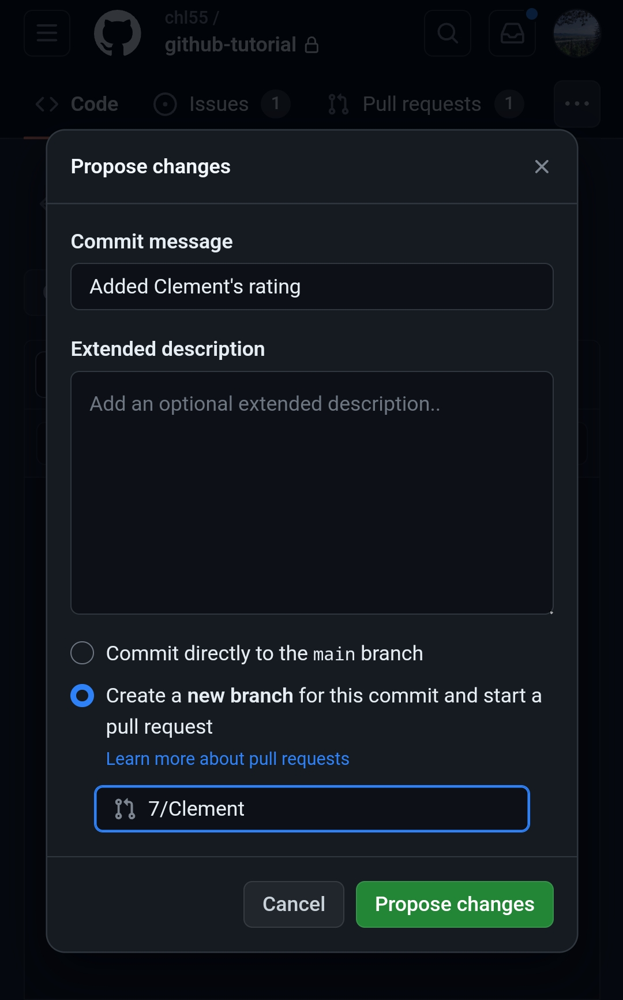 chl55 /
github-tutorial
Code Issues 1 Pull requests 1
Propose changes
Commit message
Added Clement's rating
Extended description
Add an optional extended description..
Commit directly to the main branch
Create a new branch for this commit and start a
pull request
Learn more about pull requests
7/Clement
Cancel Propose changes